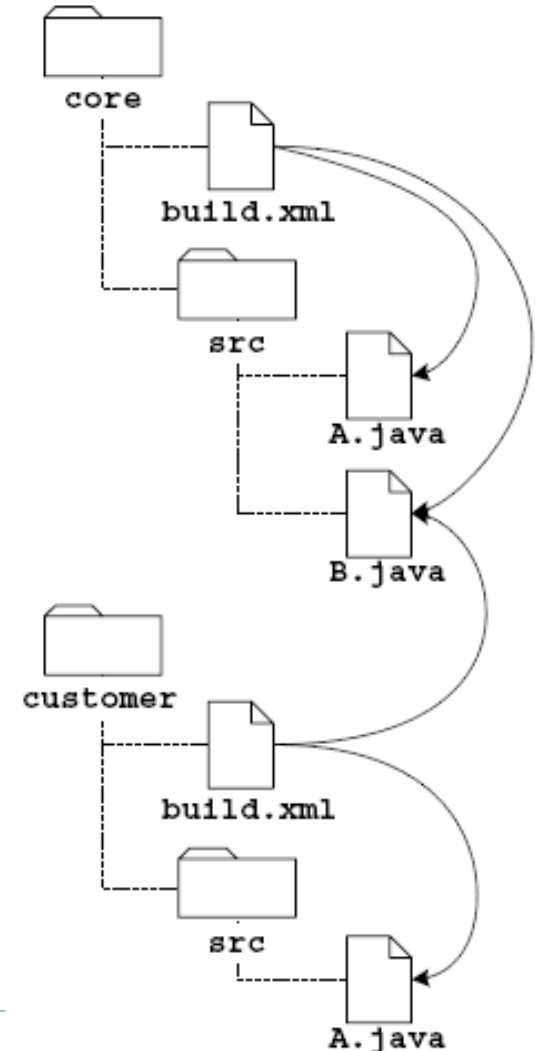 core
build.xml
src
A.java
B.java
customer
build.xml
src
A.java